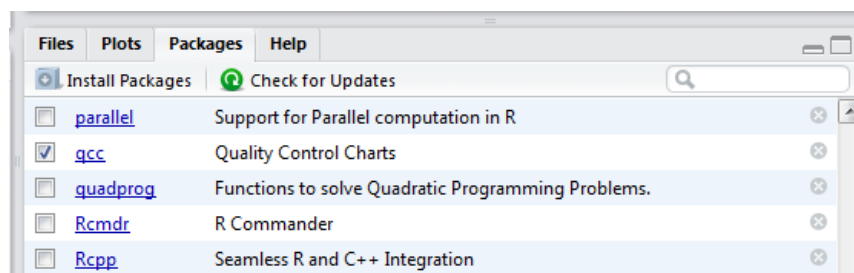 Files Plots Packages Help
Install Packages Check for Updates
parallel Support for Parallel computation in R
qcc Quality Control Charts
quadprog Functions to solve Quadratic Programming Problems.
Rcmdr R Commander
Rcpp Seamless R and C++ Integration